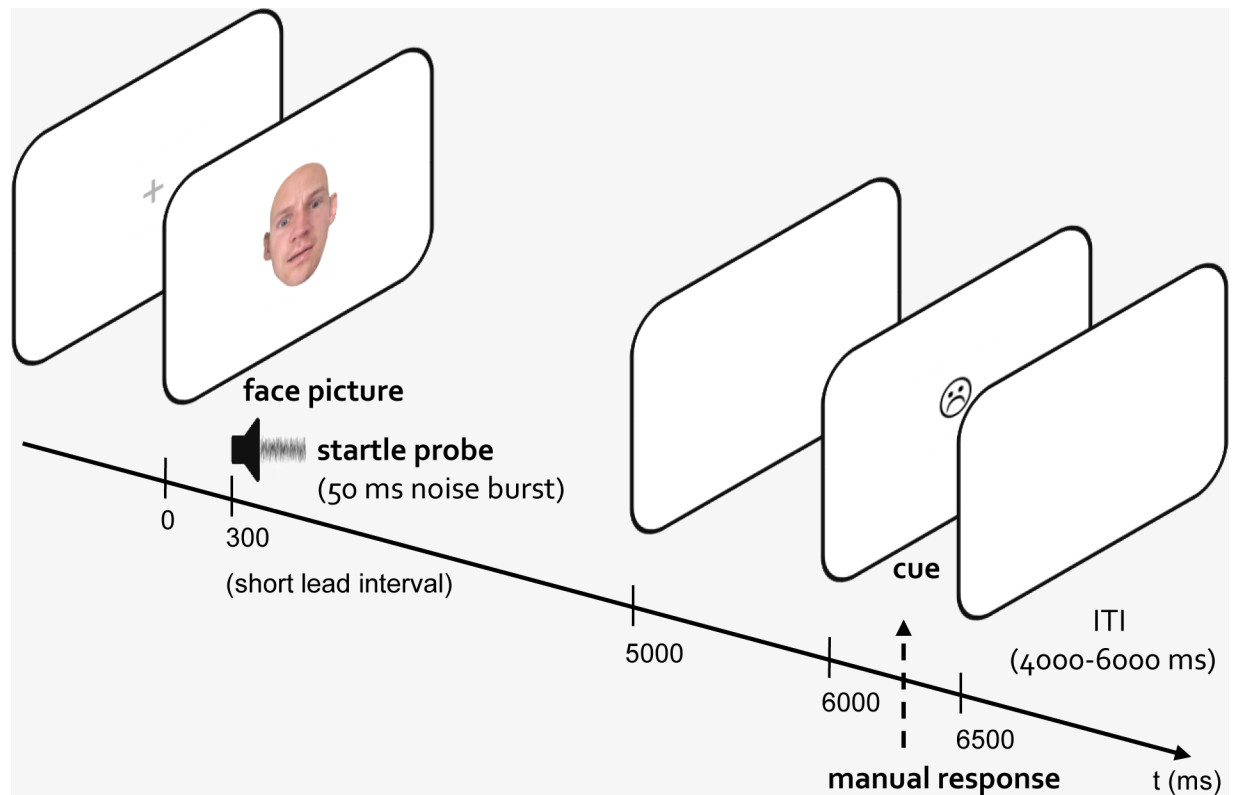 face picture
startle probe
(50 ms noise burst)
0
300
(short lead interval)
5000
cue
ITI
(4000-6000 ms)
6000
6500
manual response
t (ms)